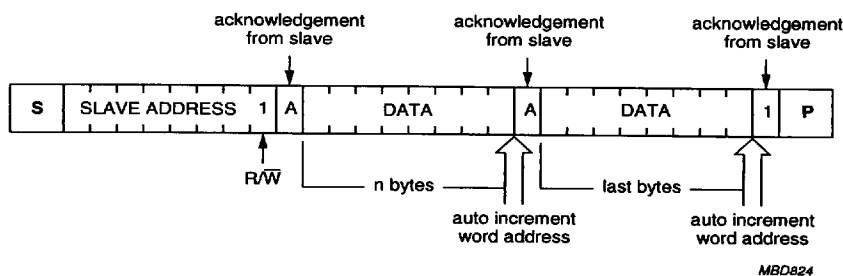 acknowledgement
from slave
acknowledgement
from slave
acknowledgement
from slave
S
SLAVE ADDRESS
1
A
DATA
A
DATA
1
P
R/W̅
n bytes
last bytes
auto increment
word address
auto increment
word address
MBD824